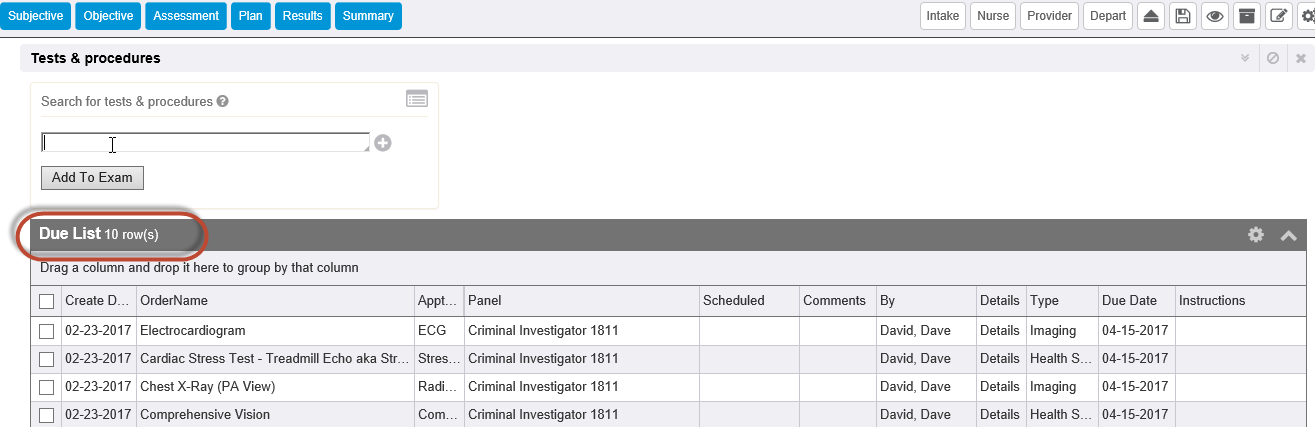 Subjective Objective Assessment Plan Results Summary Intake Nurse Provider Depart
Tests & procedures
Search for tests & procedures
Add To Exam
Due List 10 row(s)
Drag a column and drop it here to group by that column
Create D... OrderName Appt... Panel Scheduled Comments By Details Type Due Date Instructions
02-23-2017 Electrocardiogram ECG Criminal Investigator 1811 David, Dave Details Imaging 04-15-2017
02-23-2017 Cardiac Stress Test - Treadmill Echo aka Str... Stres... Criminal Investigator 1811 David, Dave Details Health S... 04-15-2017
02-23-2017 Chest X-Ray (PA View) Radi... Criminal Investigator 1811 David, Dave Details Imaging 04-15-2017
02-23-2017 Comprehensive Vision Com... Criminal Investigator 1811 David, Dave Details Health S... 04-15-2017